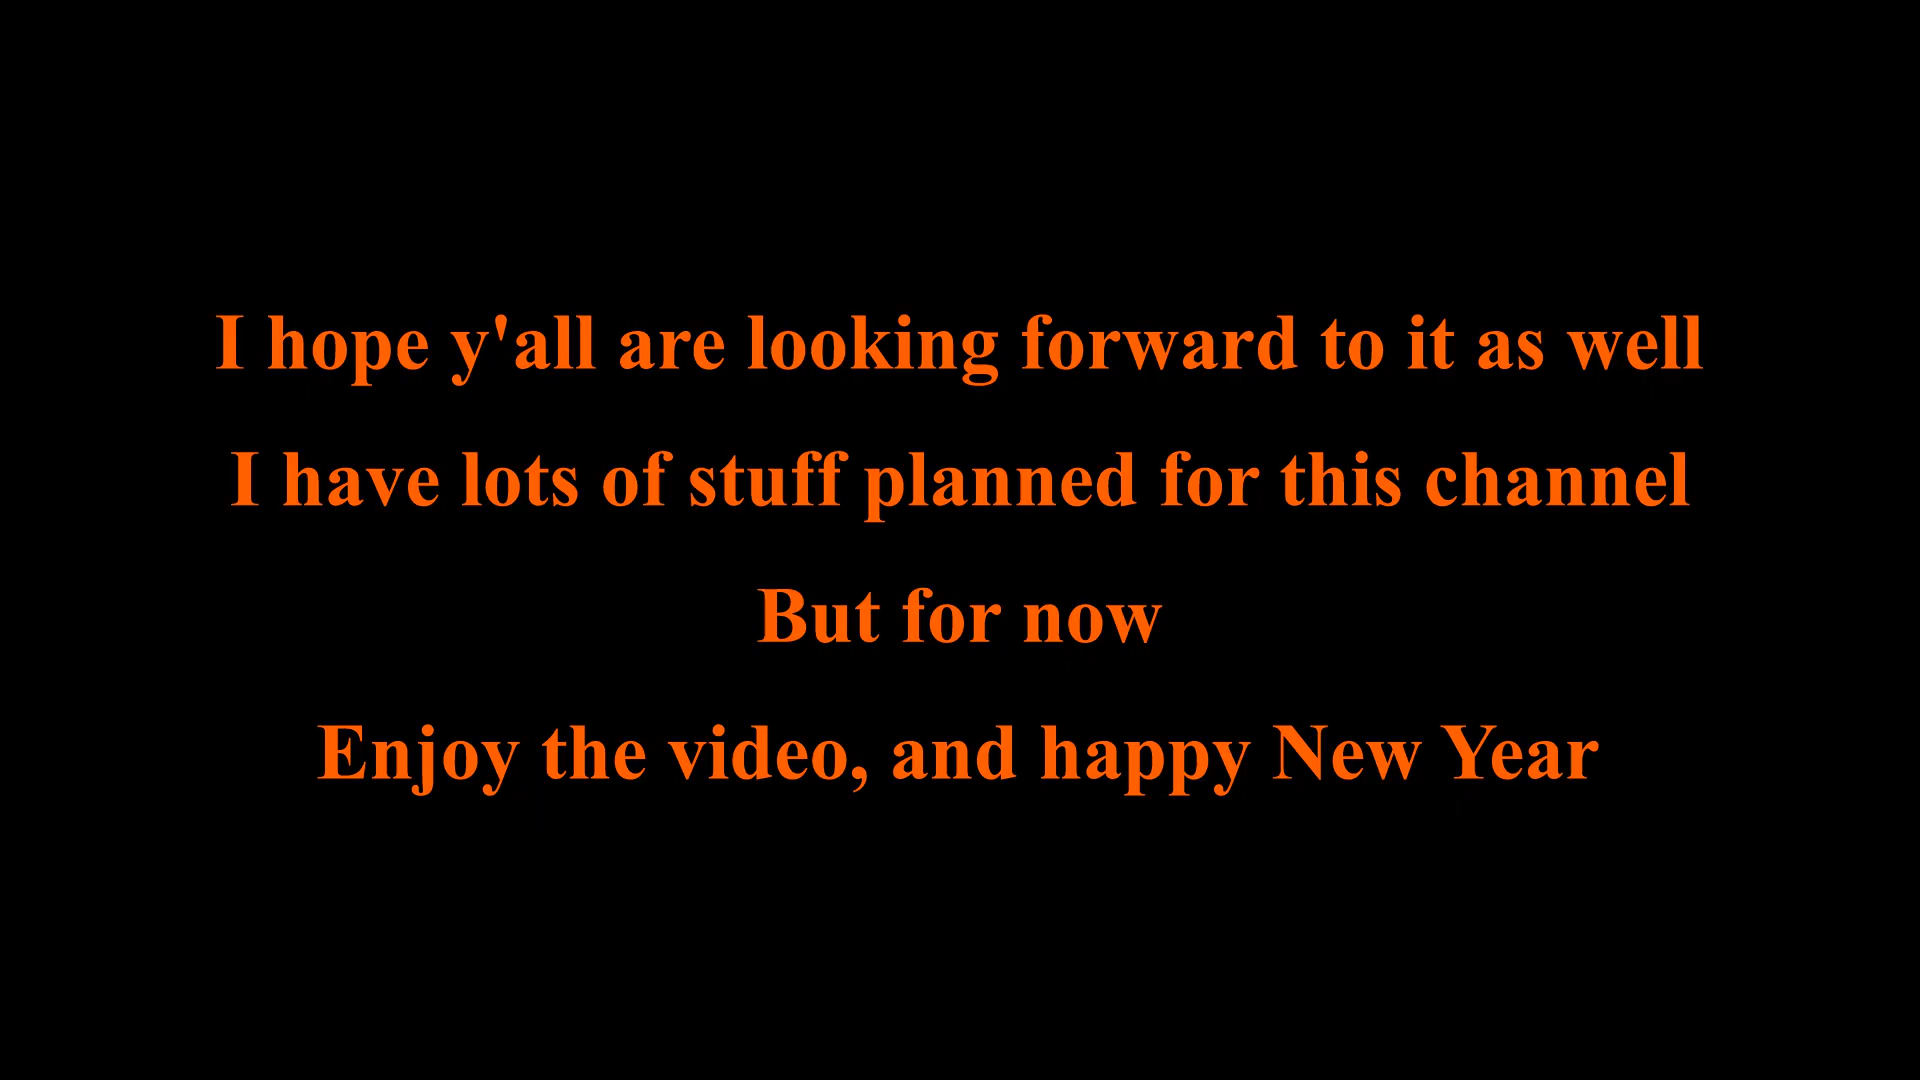 I hope y'all are looking forward to it as well
I have lots of stuff planned for this channel
But for now
Enjoy the video, and happy New Year